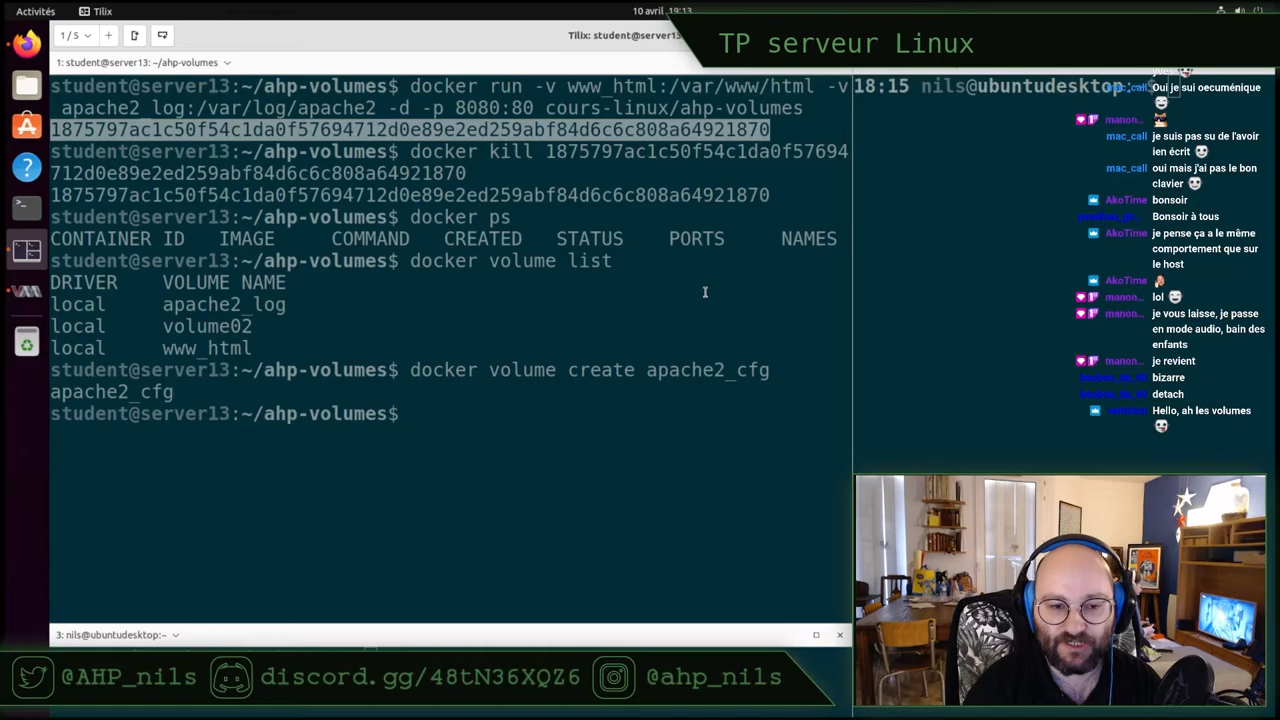 Activités
Tilix
10 avril 19:13
1 / 5
Tilix: student@server13:
TP serveur Linux
1: student@server13: ~/ahp-volumes
student@server13:~/ahp-volumes$ docker run -v www_html:/var/www/html -v
apache2_log:/var/log/apache2 -d -p 8080:80 cours-linux/ahp-volumes
1875797ac1c50f54c1da0f57694712d0e89e2ed259abf84d6c6c808a64921870
student@server13:~/ahp-volumes$ docker kill 1875797ac1c50f54c1da0f57694
712d0e89e2ed259abf84d6c6c808a64921870
1875797ac1c50f54c1da0f57694712d0e89e2ed259abf84d6c6c808a64921870
student@server13:~/ahp-volumes$ docker ps
CONTAINER ID IMAGE COMMAND CREATED STATUS PORTS NAMES
student@server13:~/ahp-volumes$ docker volume list
DRIVER VOLUME NAME
local apache2_log
local volume02
local www_html
student@server13:~/ahp-volumes$ docker volume create apache2_cfg
apache2_cfg
student@server13:~/ahp-volumes$
18:15 nils@ubuntudesktop
mac_call Oui je sui oecuménique
manon...
mac_call je suis pas su de l'avoir
ien écrit
mac_call oui mais j'ai pas le bon
clavier
AkoTime bonsoir
Bonsoir à tous
AkoTime je pense ça a le même
comportement que sur
le host
AkoTime
manon... lol
manon... je vous laisse, je passe
en mode audio, bain des
enfants
manon... je revient
bizarre
detach
Hello, ah les volumes
3: nils@ubuntudesktop:~
@AHP_nils
discord.gg/48tN36XQZ6
@ahp_nils